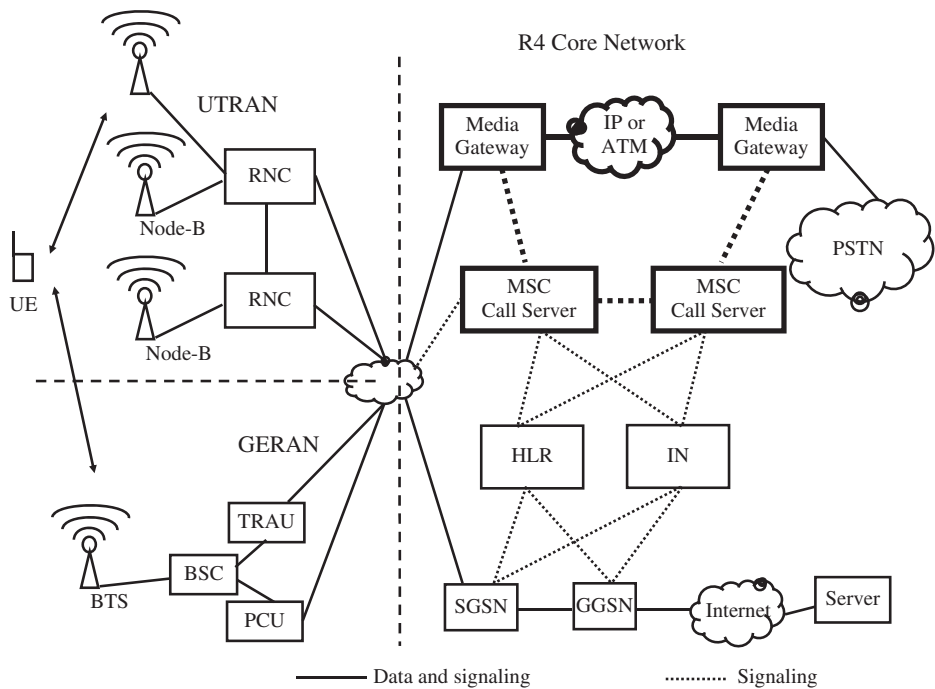 R4 Core Network
UTRAN
Media
Gateway
IP or
ATM
Media
Gateway
RNC
Node-B
PSTN
UE
RNC
MSC
Call Server
MSC
Call Server
Node-B
GERAN
HLR
IN
TRAU
BSC
BTS
PCU
SGSN
GGSN
Internet
Server
Data and signaling
Signaling